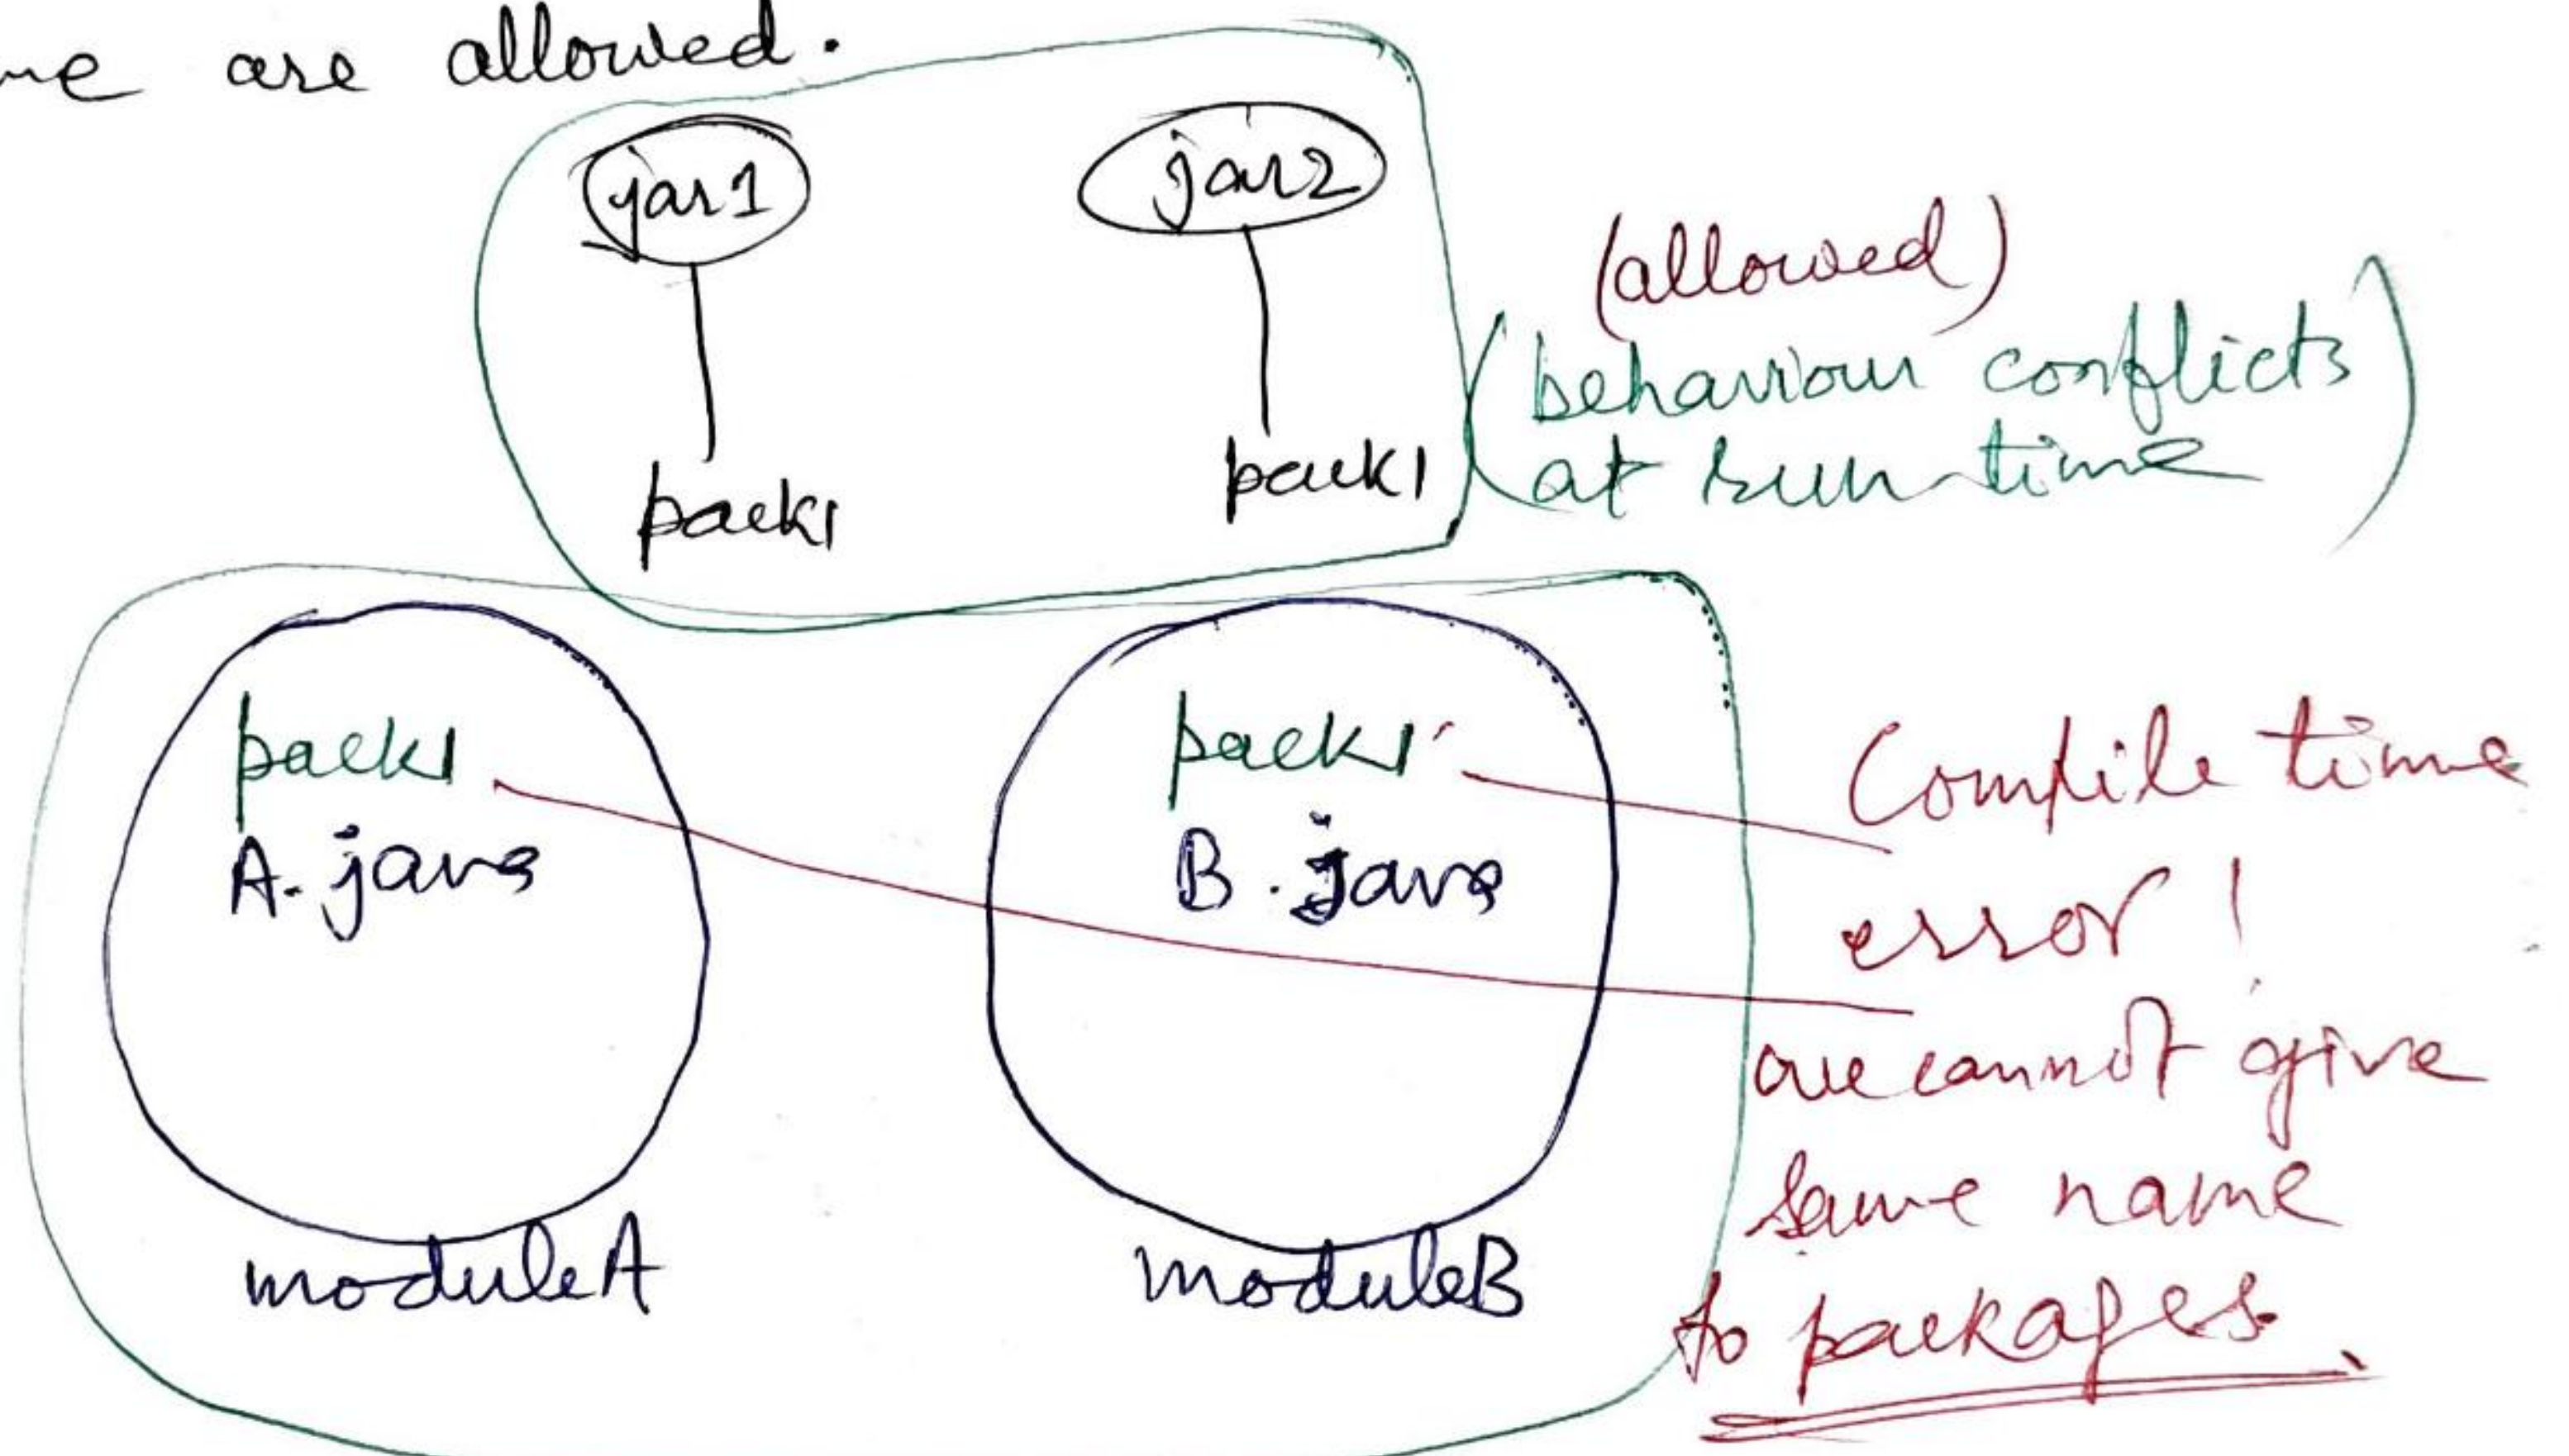 are allowed.
jar1
jar2
pack1
pack1
(allowed)
(behaviour conflicts
at run time)
pack1
A.java
moduleA
pack1
B.java
moduleB
Compile time
error!
we cannot give
same name
to packages.